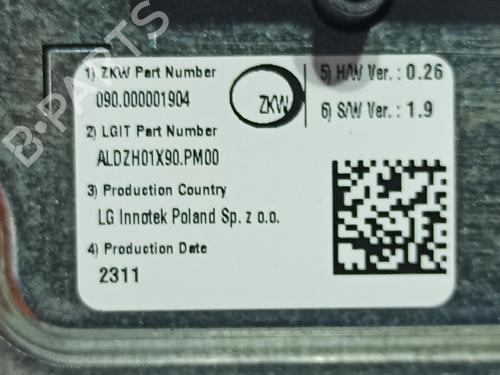 1) ZKW Part Number
090.000001904
ZKW
2) LGIT Part Number
ALDZH01X90.PM00
3) Production Country
LG Innotek Poland Sp. z o.o.
4) Production Date
2311
5) H/W Ver. : 0.26
6) S/W Ver. : 1.9
B-PARTS